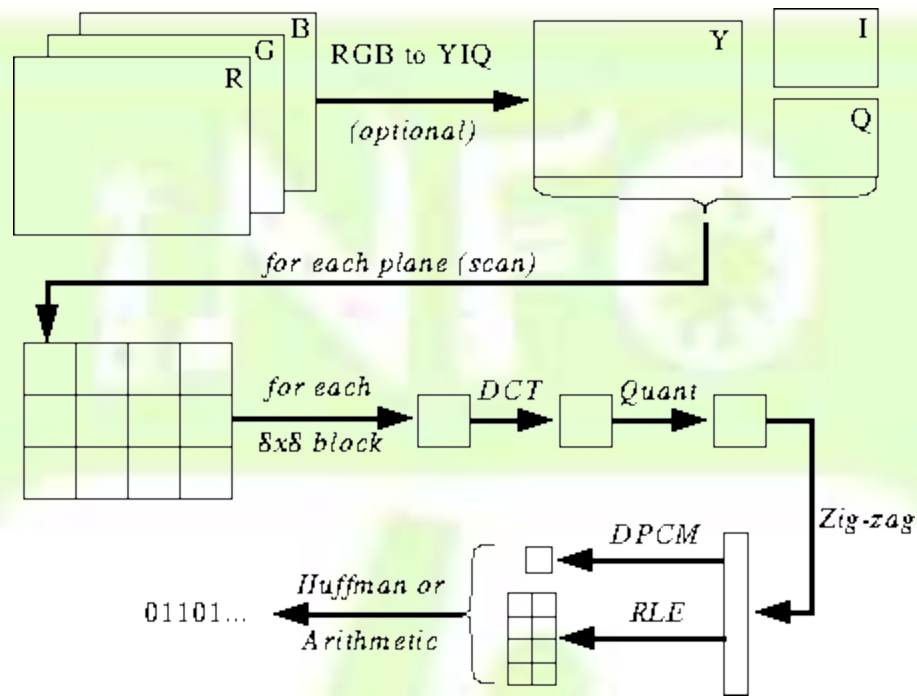 B
G
R
RGB to YIQ
(optional)
Y
I
Q
for each plane (scan)
for each
8x8 block
DCT
Quant
Zig-zag
DPCM
RLE
Huffman or
Arithmetic
01101...
INFO